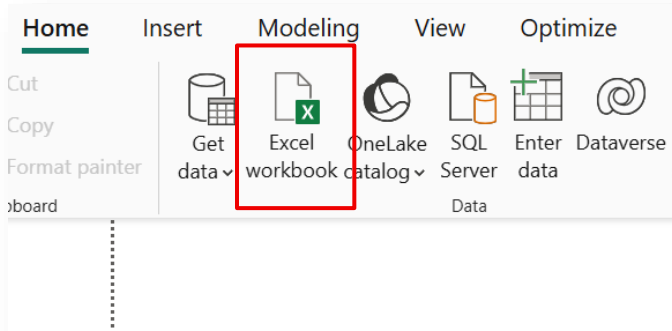 Home Insert Modeling View Optimize
Cut
Copy
Format painter
Get data
Excel workbook
OneLake catalog
SQL Server
Enter data
Dataverse
pboard
Data